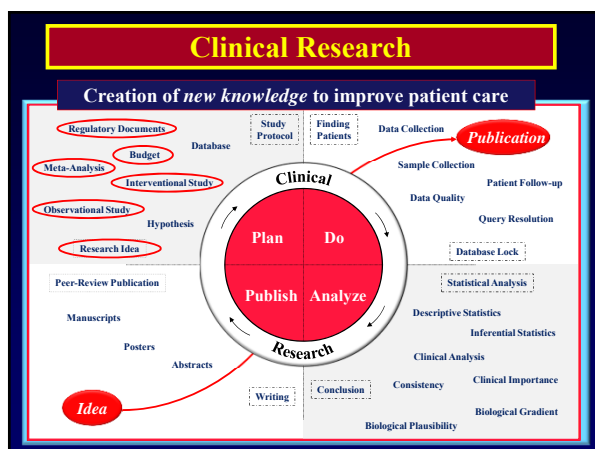 Clinical Research
Creation of new knowledge to improve patient care
Regulatory Documents
Budget
Database
Study
Protocol
Meta-Analysis
Interventional Study
Observational Study
Hypothesis
Research Idea
Finding
Patients
Data Collection
Publication
Sample Collection
Patient Follow-up
Data Quality
Query Resolution
Database Lock
Clinical
Plan
Do
Publish
Analyze
Research
Peer-Review Publication
Manuscripts
Posters
Abstracts
Writing
Idea
Statistical Analysis
Descriptive Statistics
Inferential Statistics
Clinical Analysis
Conclusion
Consistency
Clinical Importance
Biological Gradient
Biological Plausibility